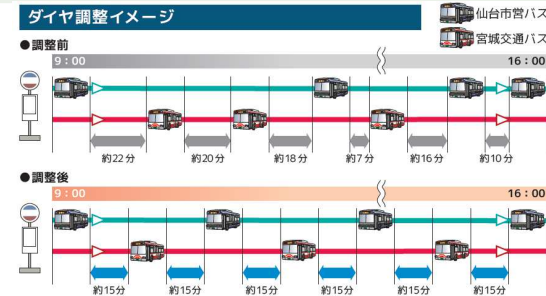 ダイヤ調整イメージ
仙台市営バス
宮城交通バス
●調整前
9：00
16：00
約22分
約20分
約18分
約7分
約16分
約10分
●調整後
9：00
16：00
約15分
約15分
約15分
約15分
約15分
約15分